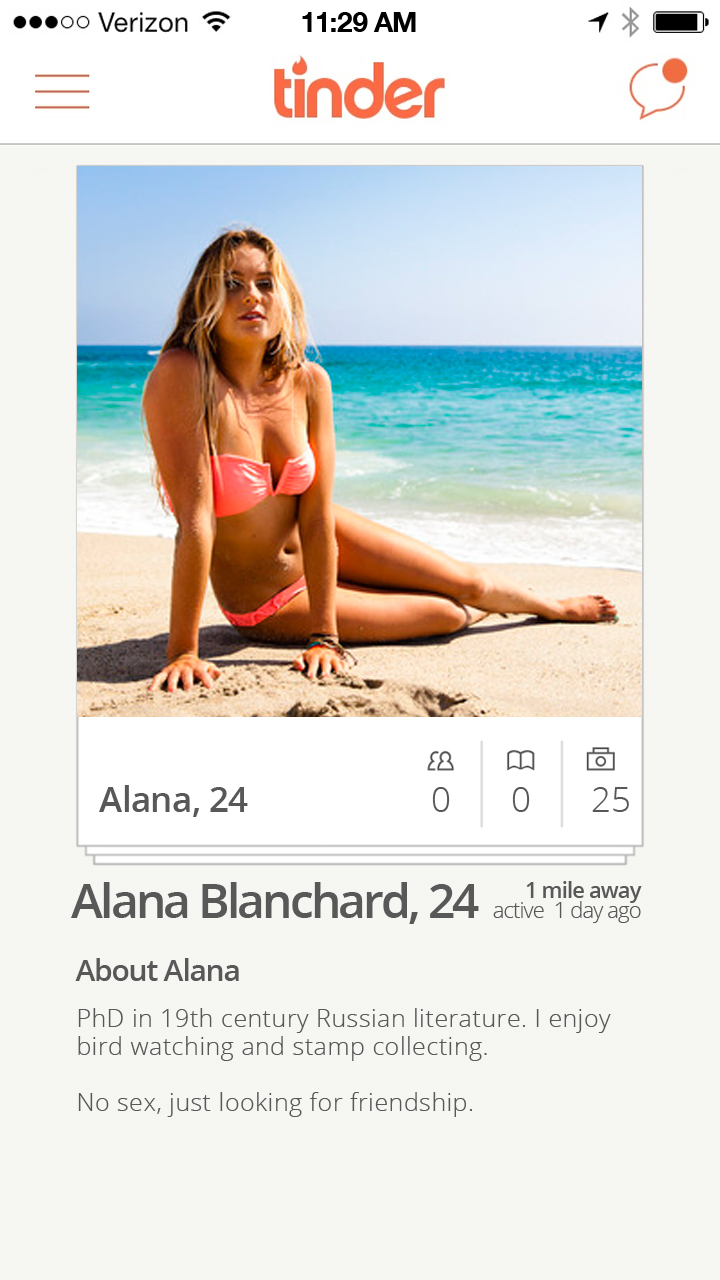 Verizon 11:29 AM
tinder
Alana, 24
0 0 25
Alana Blanchard, 24
1 mile away
active 1 day ago
About Alana
PhD in 19th century Russian literature. I enjoy
bird watching and stamp collecting.
No sex, just looking for friendship.